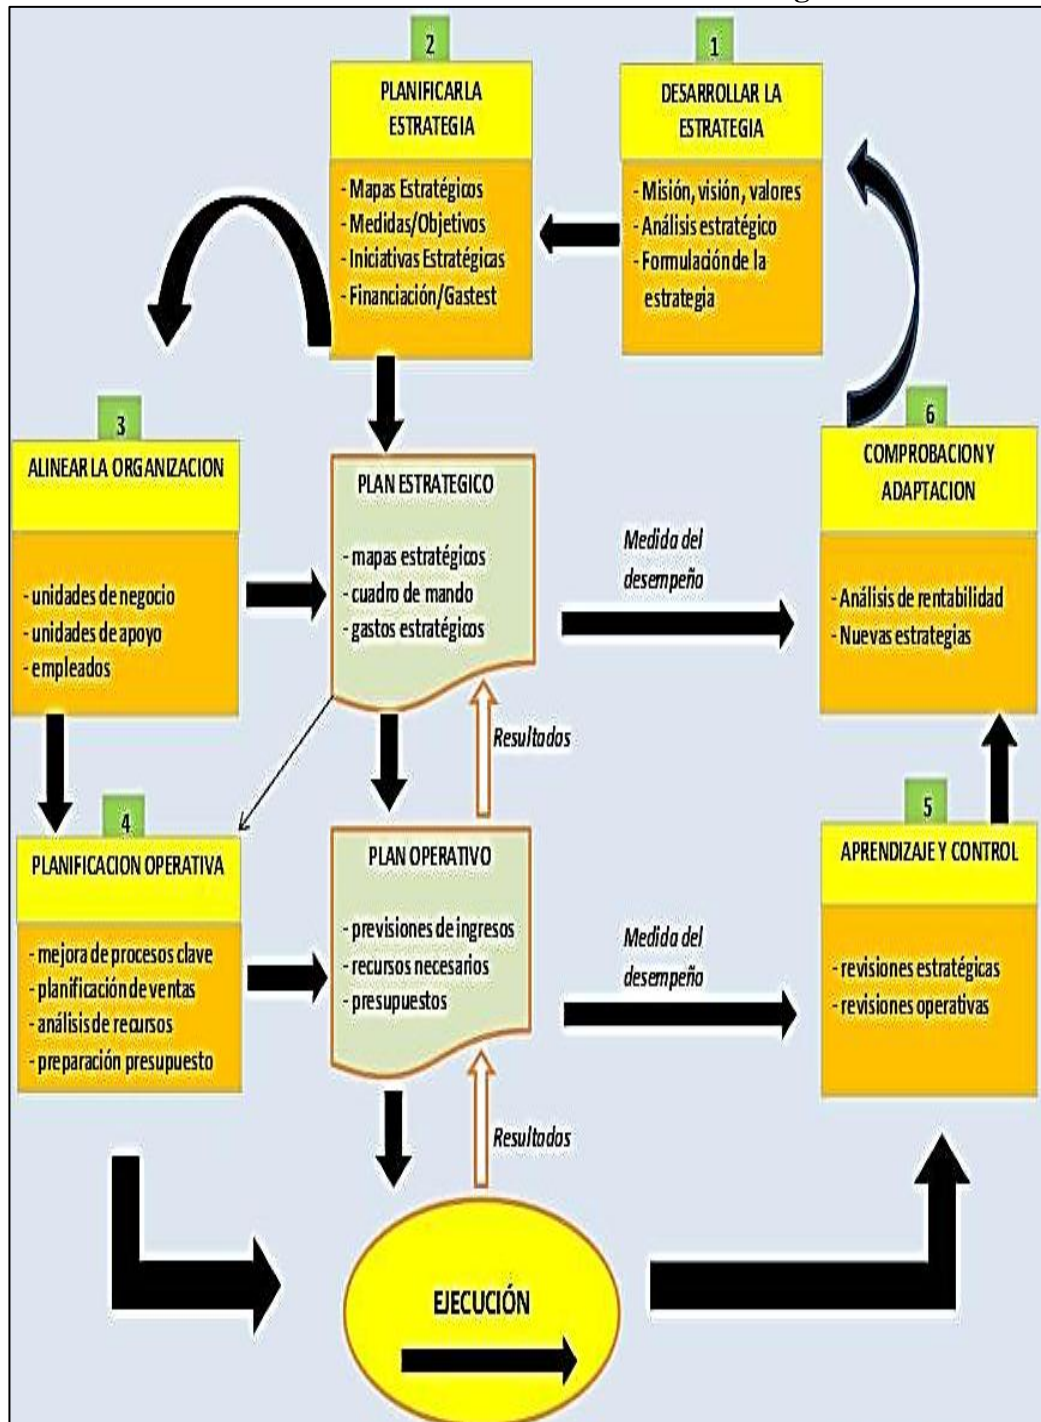 2
PLANIFICAR LA
ESTRATEGIA
- Mapas Estratégicos
- Medidas/Objetivos
- Iniciativas Estratégicas
- Financiación/Gastest
1
DESARROLLAR LA
ESTRATEGIA
- Misión, visión, valores
- Análisis estratégico
- Formulación de la
estrategia
3
ALINEAR LA ORGANIZACION
- unidades de negocio
- unidades de apoyo
- empleados
PLAN ESTRATEGICO
- mapas estratégicos
- cuadro de mando
- gastos estratégicos
Medida del
desempeño
6
COMPROBACION Y
ADAPTACION
- Análisis de rentabilidad
- Nuevas estrategias
Resultados
4
PLANIFICACION OPERATIVA
- mejora de procesos clave
- planificación de ventas
- análisis de recursos
- preparación presupuesto
PLAN OPERATIVO
- previsiones de ingresos
- recursos necesarios
- presupuestos
Medida del
desempeño
5
APRENDIZAJE Y CONTROL
- revisiones estratégicas
- revisiones operativas
Resultados
EJECUCIÓN